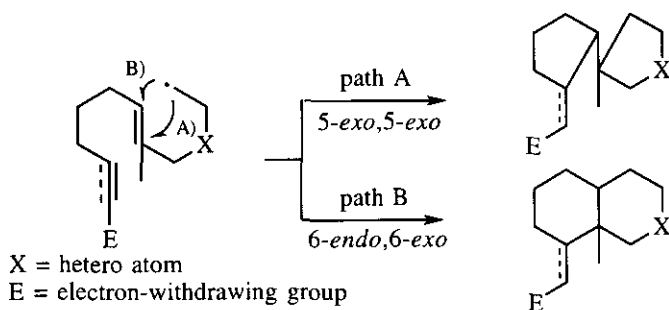 B)
A)
X
E
X = hetero atom
E = electron-withdrawing group
path A
5-exo,5-exo
path B
6-endo,6-exo
X
E
X
E